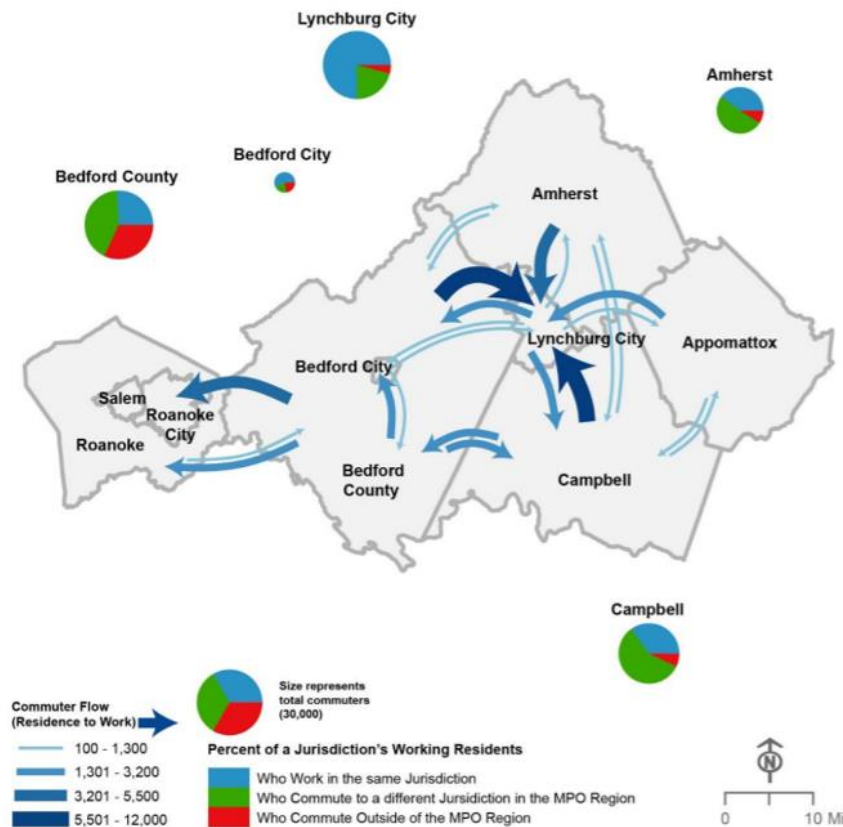 Lynchburg City
Amherst
Bedford City
Bedford County
Amherst
Lynchburg City
Appomattox
Bedford City
Salem
Roanoke
City
Roanoke
Bedford
County
Campbell
Campbell
Commuter Flow
(Residence to Work)
100 - 1,300
1,301 - 3,200
3,201 - 5,500
5,501 - 12,000
Size represents
total commuters
(30,000)
Percent of a Jurisdiction's Working Residents
Who Work in the same Jurisdiction
Who Commute to a different Jursidiction in the MPO Region
Who Commute Outside of the MPO Region
N
0 5 10 Mi